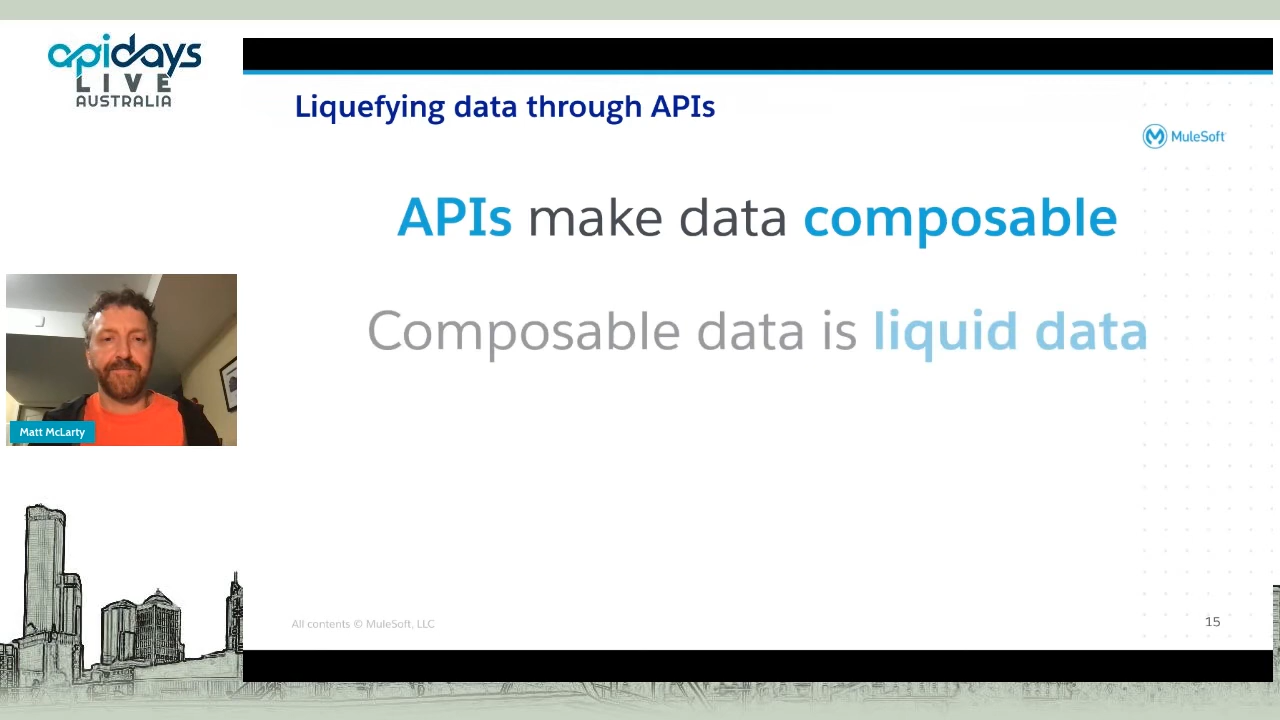 apidays
LIVE
AUSTRALIA
Liquefying data through APIs
MuleSoft
APIs make data composable
Composable data is liquid data
Matt McLarty
All contents © MuleSoft, LLC
15